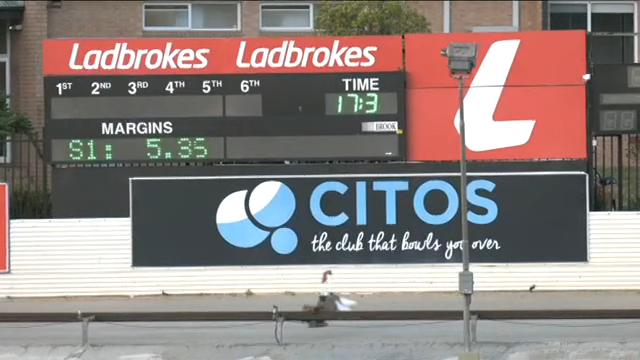 Ladbrokes Ladbrokes
1ST 2ND 3RD 4TH 5TH 6TH TIME
17:3
MARGINS BROOK
S1: 5.35
CITOS
the club that bowls you over